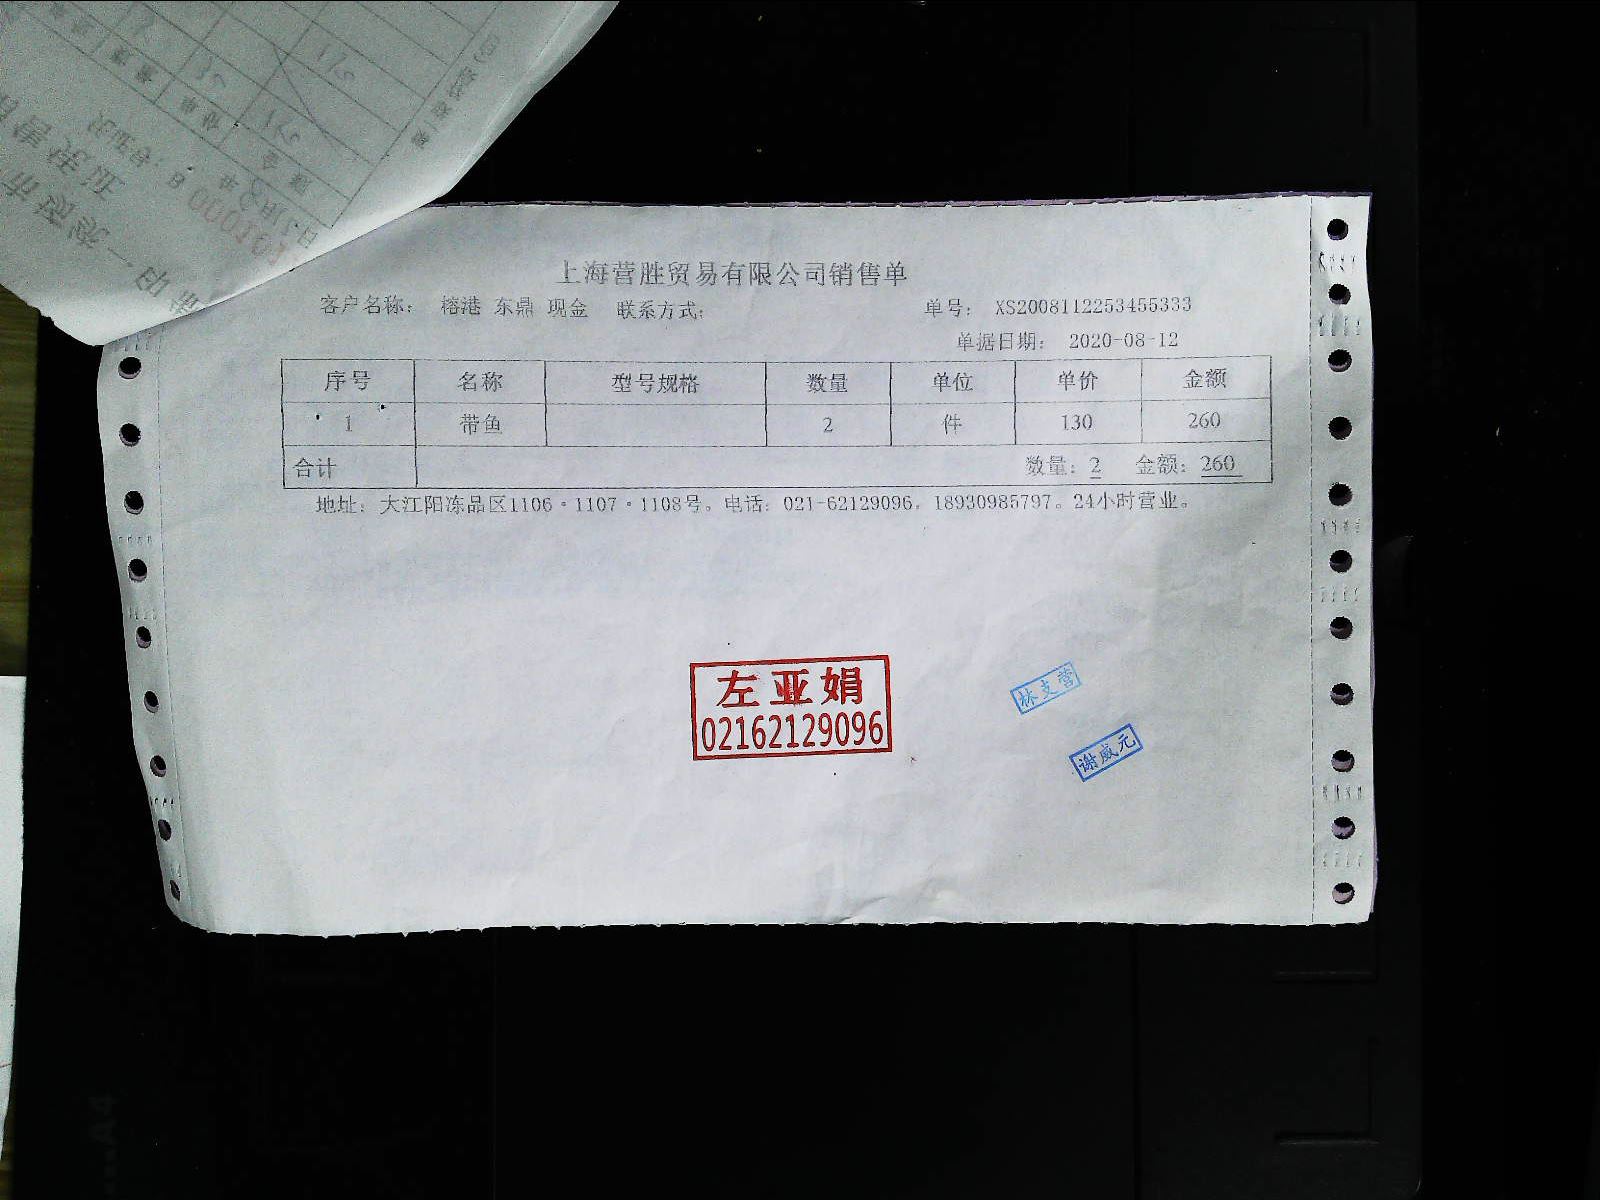 上海营胜贸易有限公司销售单
客户名称： 榕港 东鼎 现金 联系方式： 单号： XS2008112253455333
单据日期： 2020-08-12
序号 名称 型号规格 数量 单位 单价 金额
1 带鱼 2 件 130 260
合计 数量：2 金额：260
地址：大江阳冻品区1106·1107·1108号。电话：021-62129096，18930985797。24小时营业。
左亚娟
02162129096
林支营
谢威元
A4